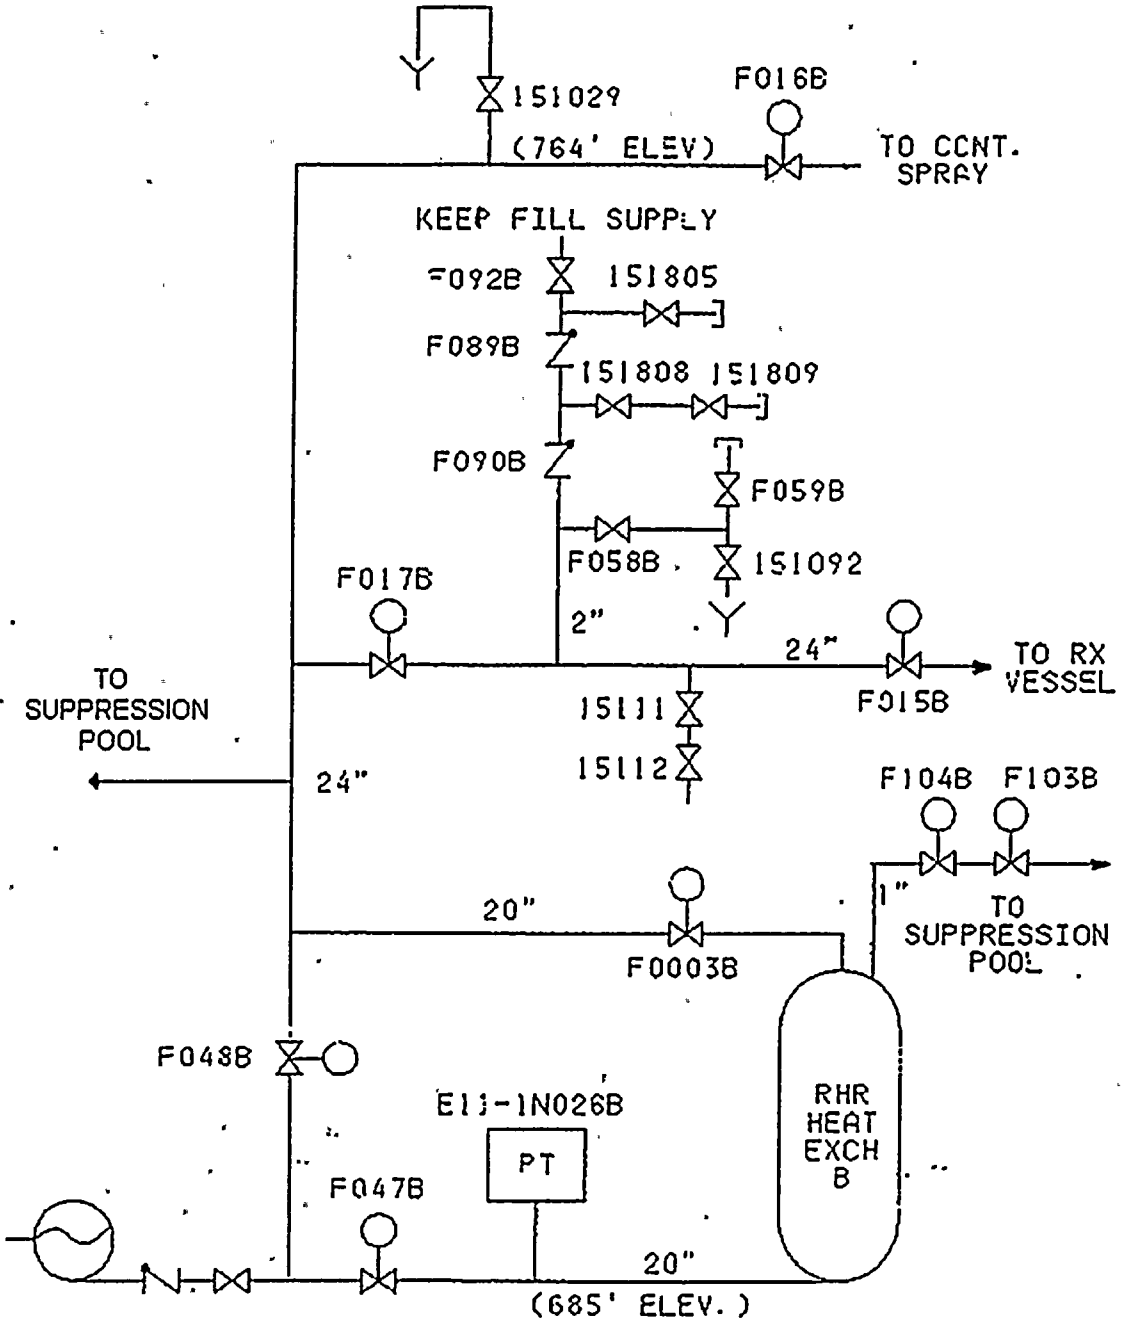 F016B
151029
(764' ELEV)
TO CCNT.
SPRAY
KEEP FILL SUPPLY
F092B
151805
F089B
151808
151809
F090B
F059B
F058B
151092
F017B
2"
24"
TO RX
VESSEL
TO
SUPPRESSION
POOL
15111
F015B
15112
24"
F104B
F103B
1"
20"
TO
SUPPRESSION
POOL
F0003B
F048B
E11-1N026B
RHR
HEAT
EXCH
B
PT
F047B
20"
(685' ELEV.)